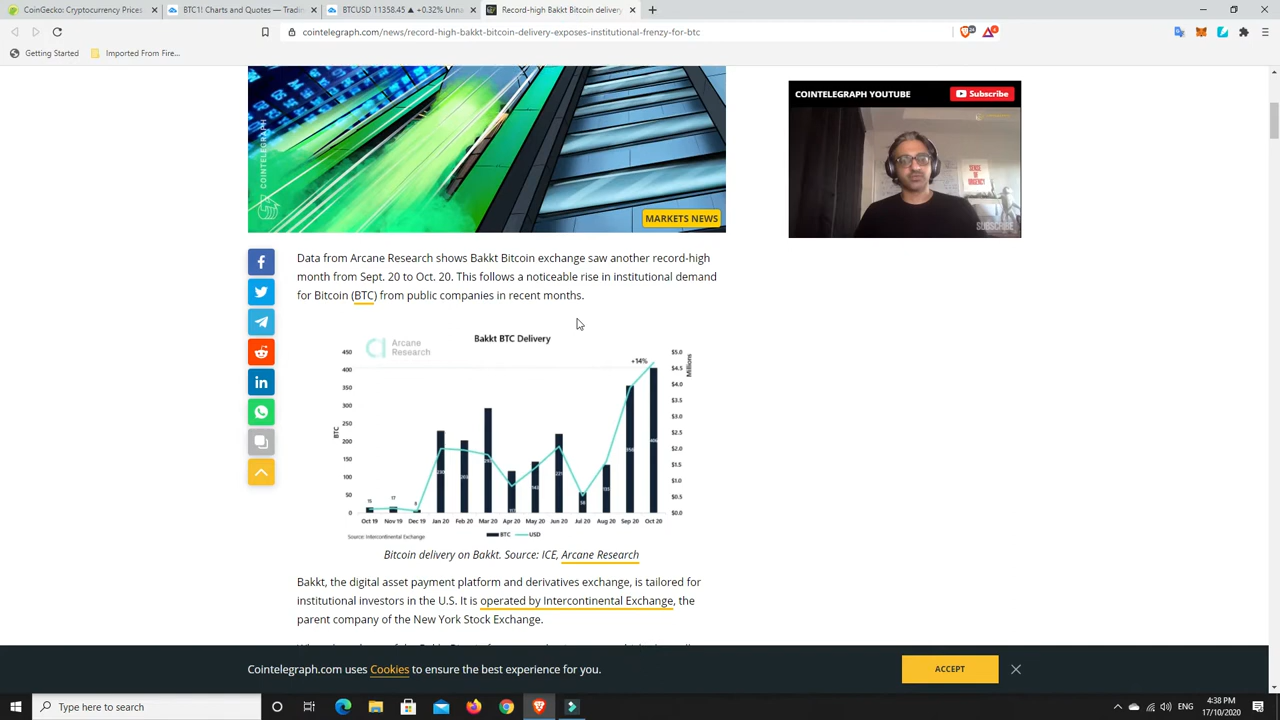 CoinGecko: Cryptocurrency Prices
BTC1! Charts and Quotes — Tradi
BTCUSD 11358.45 ▲ +0.32% Unna
Record-high Bakkt Bitcoin delivery
cointelegraph.com/news/record-high-bakkt-bitcoin-delivery-exposes-institutional-frenzy-for-btc
Getting Started
Imported From Fire...
COINTELEGRAPH
MARKETS NEWS
COINTELEGRAPH YOUTUBE
Subscribe
SENSE
URGENCY
SUBSCRIBE
Data from Arcane Research shows Bakkt Bitcoin exchange saw another record-high
month from Sept. 20 to Oct. 20. This follows a noticeable rise in institutional demand
for Bitcoin (BTC) from public companies in recent months.
Arcane
Research
Bakkt BTC Delivery
Millions
BTC
450
400
350
300
250
200
150
100
50
0
$5.0
$4.5
$4.0
$3.5
$3.0
$2.5
$2.0
$1.5
$1.0
$0.5
$0.0
+14%
15
17
8
Oct 19 Nov 19 Dec 19 Jan 20 Feb 20 Mar 20 Apr 20 May 20 Jun 20 Jul 20 Aug 20 Sep 20 Oct 20
BTC USD
Source: Intercontinental Exchange
Bitcoin delivery on Bakkt. Source: ICE, Arcane Research
Bakkt, the digital asset payment platform and derivatives exchange, is tailored for
institutional investors in the U.S. It is operated by Intercontinental Exchange, the
parent company of the New York Stock Exchange.
Cointelegraph.com uses Cookies to ensure the best experience for you.
ACCEPT
Type here to search
ENG
4:38 PM
17/10/2020